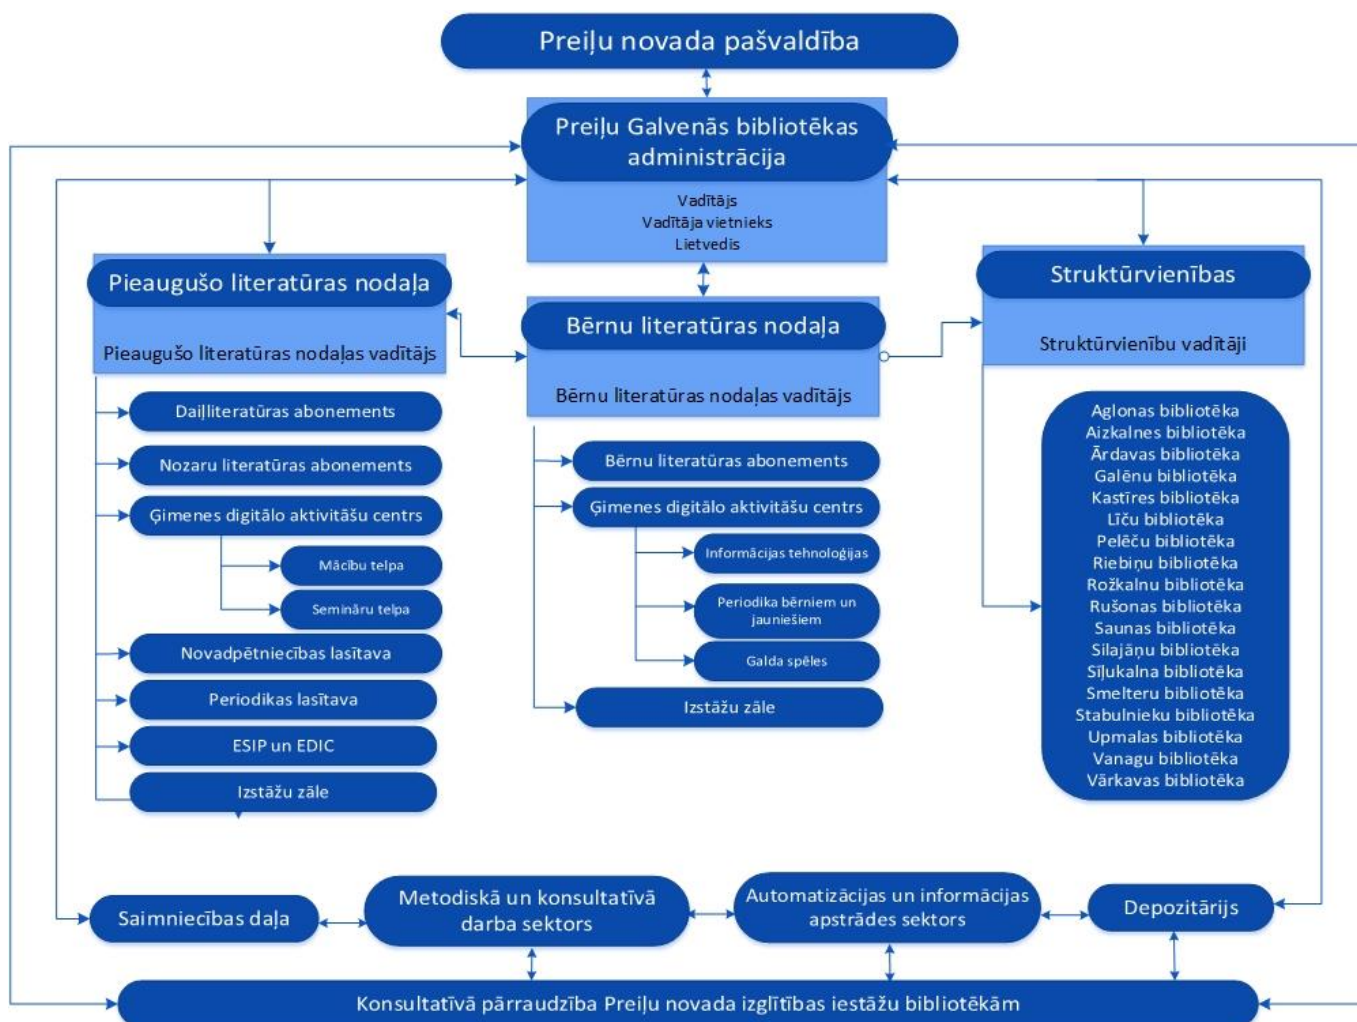 Preiļu novada pašvaldība
Preiļu Galvenās bibliotēkas
administrācija
Vadītājs
Vadītāja vietnieks
Lietvedis
Pieaugušo literatūras nodaļa
Pieaugušo literatūras nodaļas vadītājs
Daiļliteratūras abonements
Nozaru literatūras abonements
Ģimenes digitālo aktivitāšu centrs
Mācību telpa
Semināru telpa
Novadpētniecības lasītava
Periodikas lasītava
ESIP un EDIC
Izstāžu zāle
Bērnu literatūras nodaļa
Bērnu literatūras nodaļas vadītājs
Bērnu literatūras abonements
Ģimenes digitālo aktivitāšu centrs
Informācijas tehnoloģijas
Periodika bērniem un
jauniešiem
Galda spēles
Izstāžu zāle
Struktūrvienības
Struktūrvienību vadītāji
Aglonas bibliotēka
Aizkalnes bibliotēka
Ārdavas bibliotēka
Galēnu bibliotēka
Kastīres bibliotēka
Līču bibliotēka
Pelēču bibliotēka
Riebiņu bibliotēka
Rožkalnu bibliotēka
Rušonas bibliotēka
Saunas bibliotēka
Silajāņu bibliotēka
Sīļukalna bibliotēka
Smelteru bibliotēka
Stabulnieku bibliotēka
Upmalas bibliotēka
Vanagu bibliotēka
Vārkavas bibliotēka
Saimniecības daļa
Metodiskā un konsultatīvā
darba sektors
Automatizācijas un informācijas
apstrādes sektors
Depozitārijs
Konsultatīvā pārraudzība Preiļu novada izglītības iestāžu bibliotēkām